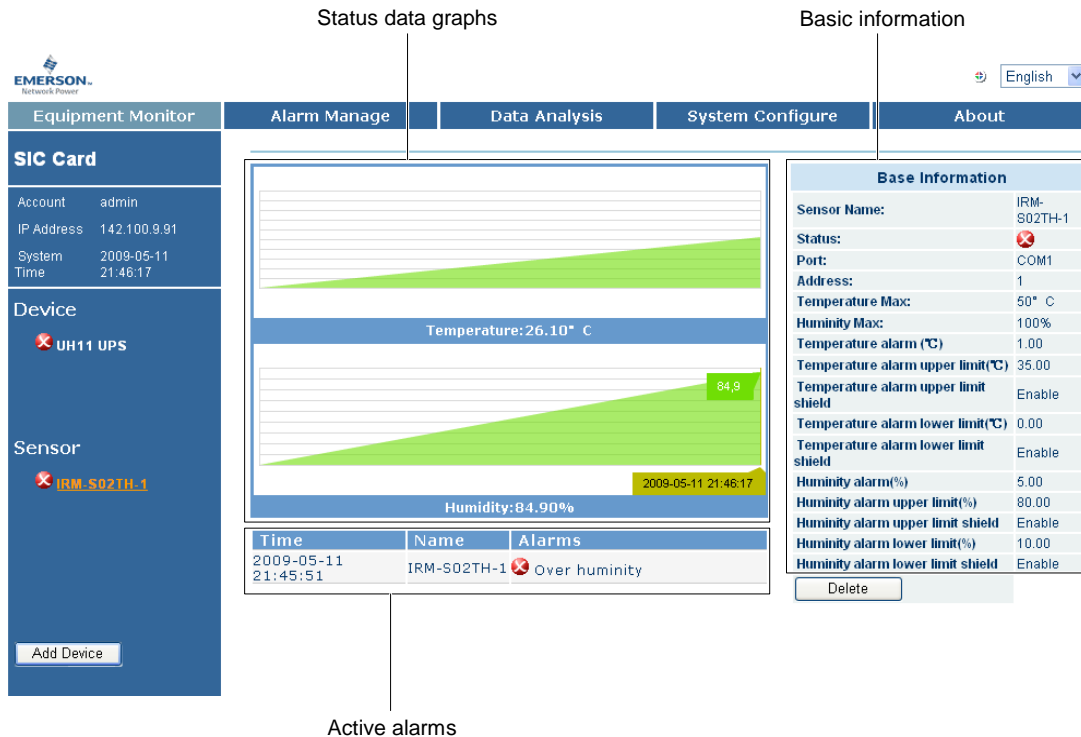 Status data graphs
Basic information
EMERSON™
Network Power
English
Equipment Monitor
Alarm Manage
Data Analysis
System Configure
About
SIC Card
Account admin
IP Address 142.100.9.91
System Time 2009-05-11 21:46:17
Device
UH11 UPS
Sensor
IRM-S02TH-1
Add Device
Temperature:26.10° C
84,9
2009-05-11 21:46:17
Huminity:84.90%
Time Name Alarms
2009-05-11 21:45:51 IRM-S02TH-1 Over huminity
Base Information
Sensor Name: IRM-S02TH-1
Status:
Port: COM1
Address: 1
Temperature Max: 50° C
Huminity Max: 100%
Temperature alarm (℃) 1.00
Temperature alarm upper limit(℃) 35.00
Temperature alarm upper limit shield Enable
Temperature alarm lower limit(℃) 0.00
Temperature alarm lower limit shield Enable
Huminity alarm(%) 5.00
Huminity alarm upper limit(%) 80.00
Huminity alarm upper limit shield Enable
Huminity alarm lower limit(%) 10.00
Huminity alarm lower limit shield Enable
Delete
Active alarms